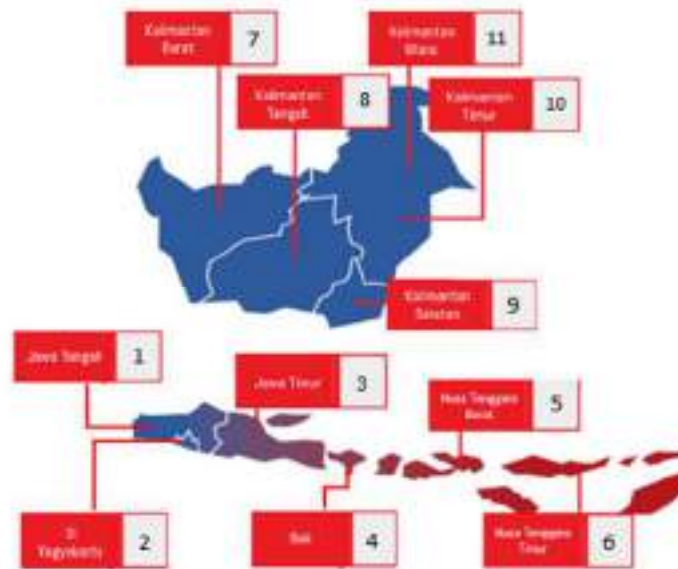 Kalimantan
Barat
7
Kalimantan
Utara
11
Kalimantan
Tengah
8
Kalimantan
Timur
10
Kalimantan
Selatan
9
Jawa Tengah
1
Jawa Timur
3
Nusa Tenggara
Barat
5
DI
Yogyakarta
2
Bali
4
Nusa Tenggara
Timur
6